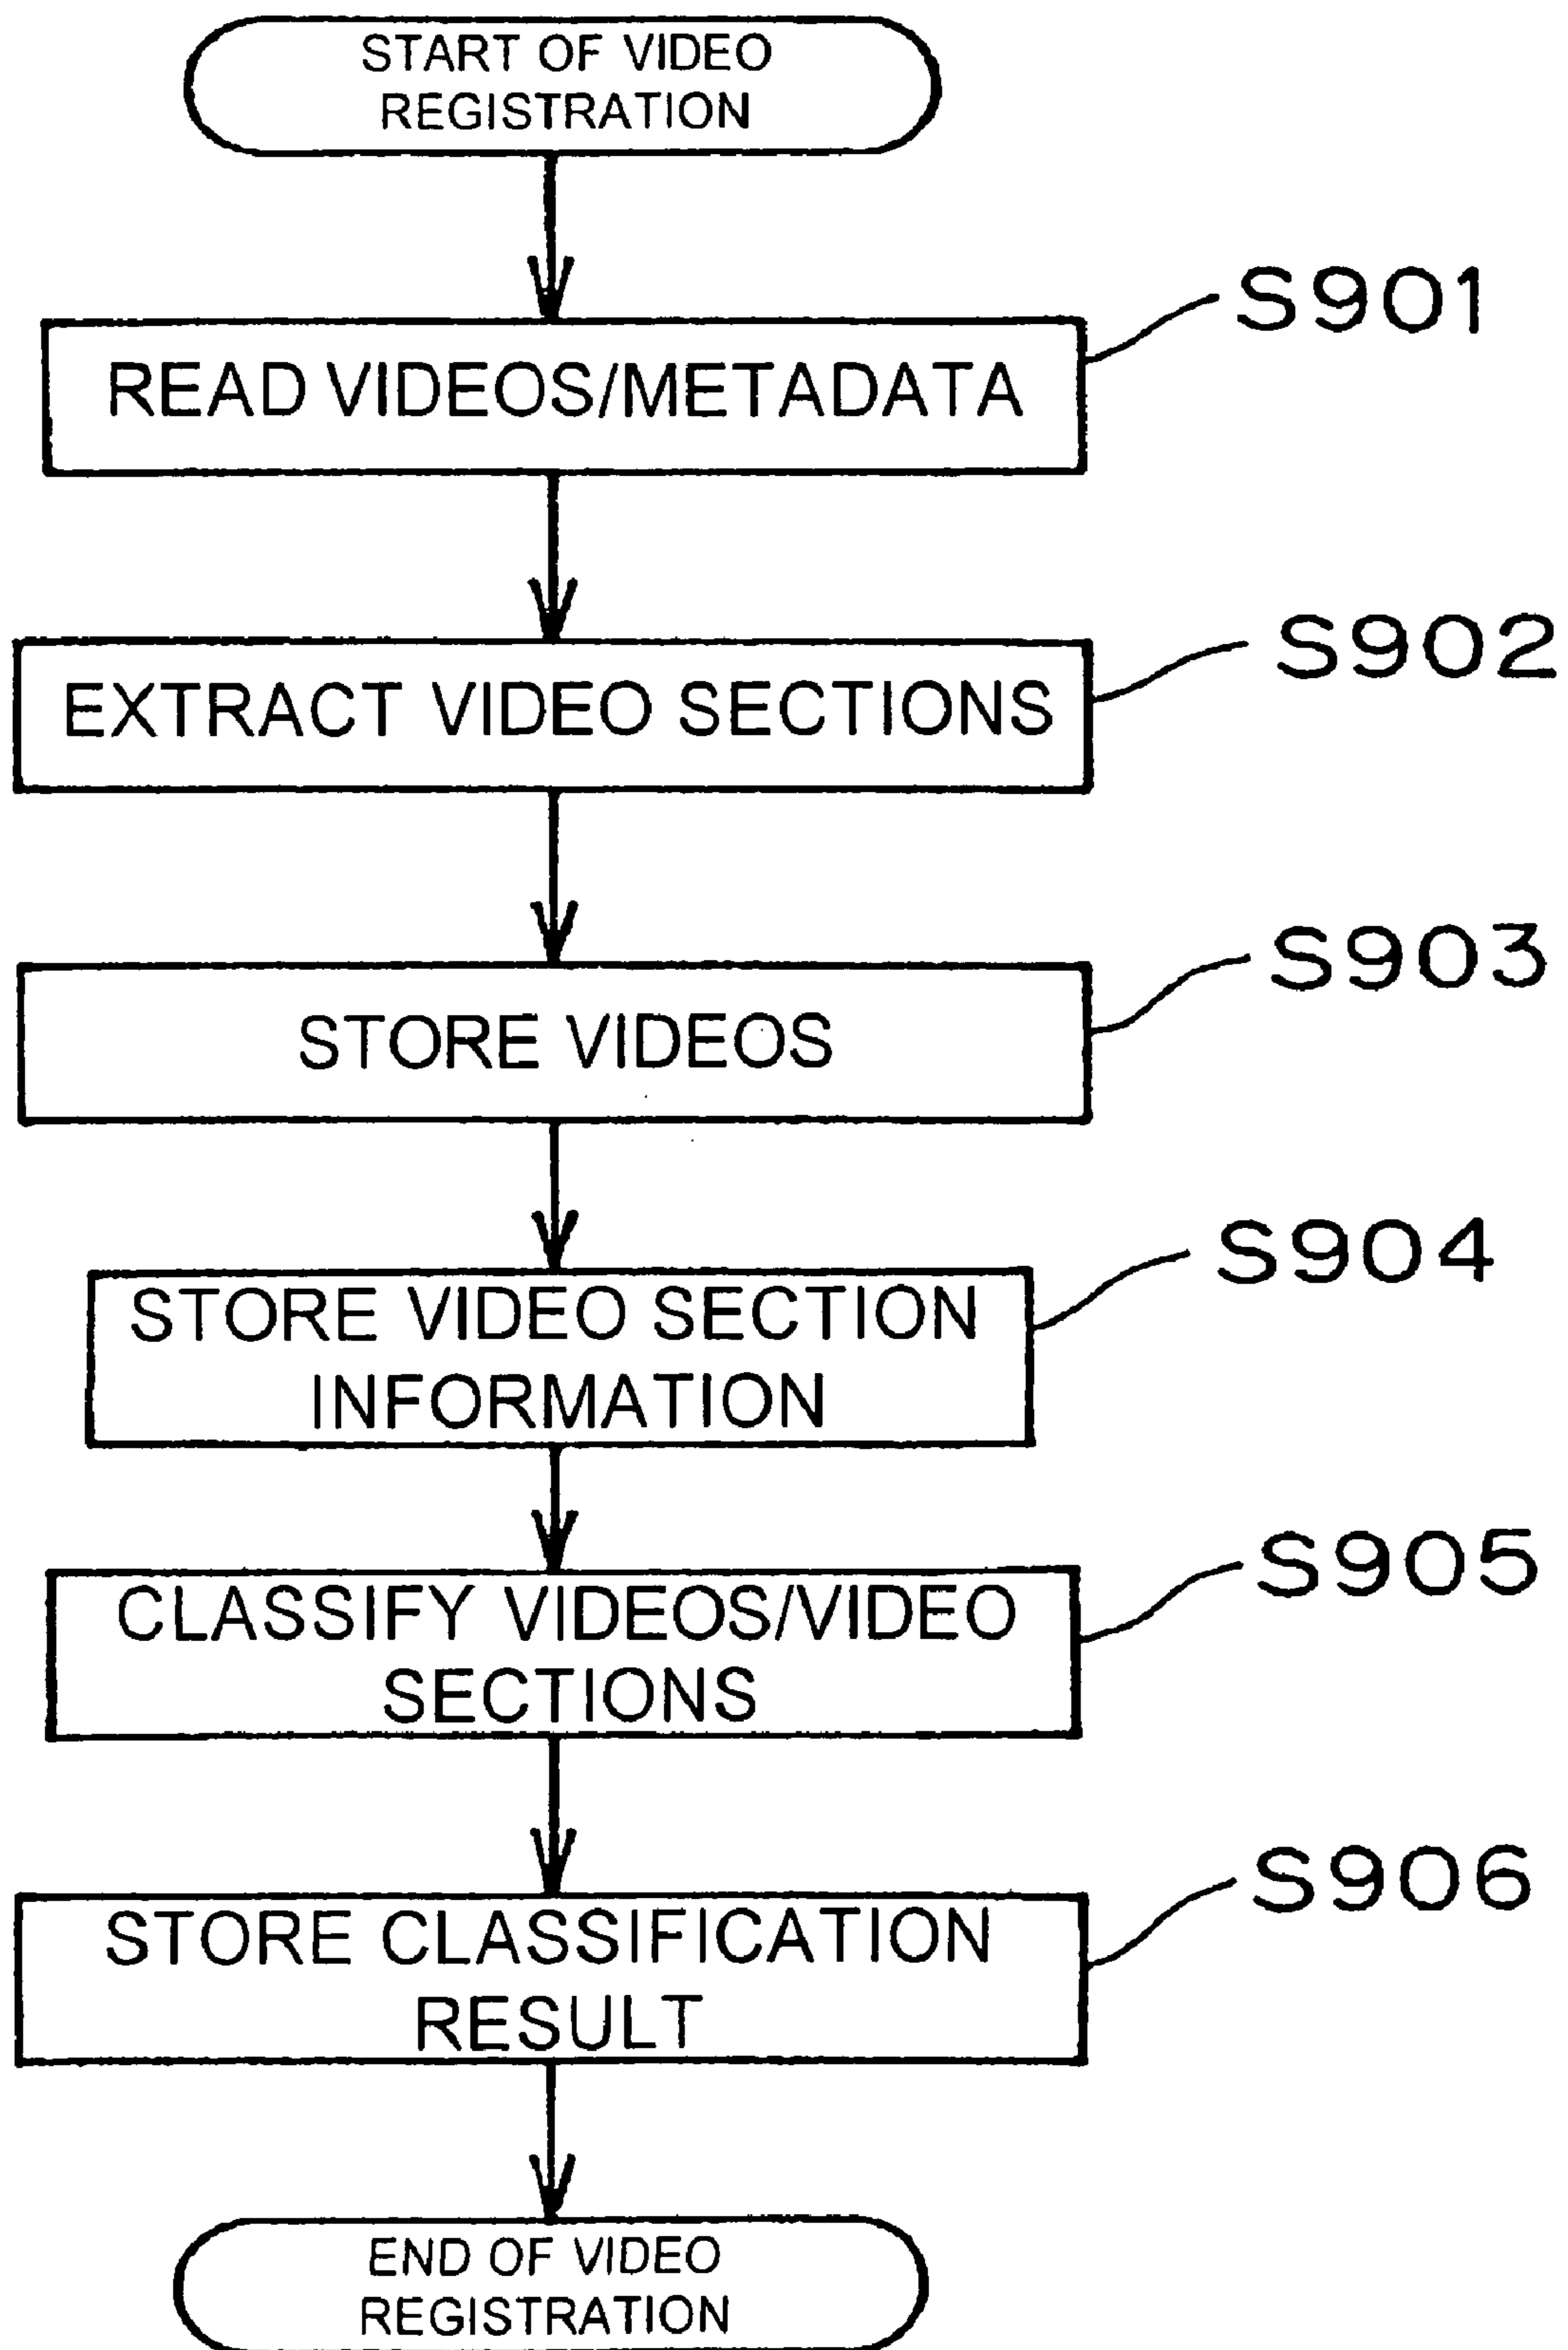 START OF VIDEO
REGISTRATION
S901
READ VIDEOS/METADATA
S902
EXTRACT VIDEO SECTIONS
S903
STORE VIDEOS
S904
STORE VIDEO SECTION
INFORMATION
S905
CLASSIFY VIDEOS/VIDEO
SECTIONS
S906
STORE CLASSIFICATION
RESULT
END OF VIDEO
REGISTRATION